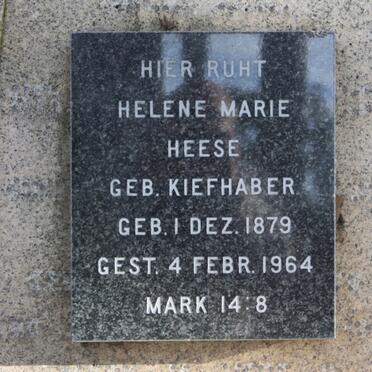 HIER RUHT
HELENE MARIE
HEESE
GEB. KIEFHABER
GEB. 1 DEZ. 1879
GEST. 4 FEBR. 1964
MARK 14:8